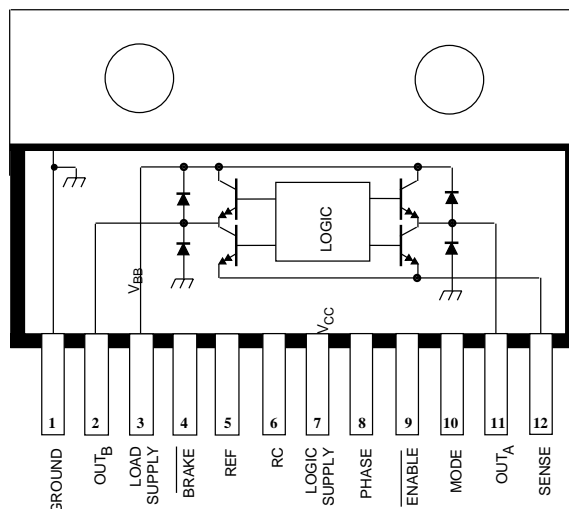 LOGIC
VBB
VCC
1
2
3
4
5
6
7
8
9
10
11
12
GROUND
OUTB
LOAD
SUPPLY
BRAKE
REF
RC
LOGIC
SUPPLY
PHASE
ENABLE
MODE
OUTA
SENSE